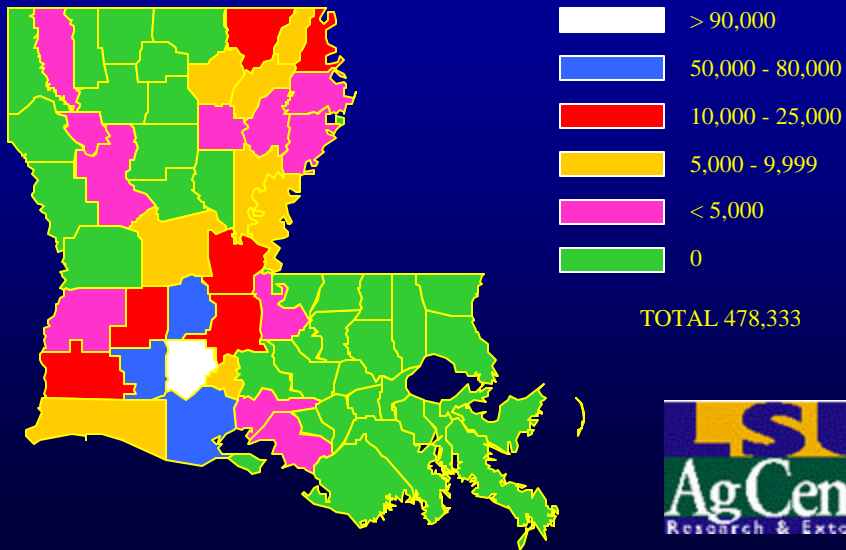 > 90,000
50,000 - 80,000
10,000 - 25,000
5,000 - 9,999
< 5,000
0
TOTAL 478,333
LSU
AgCen
Research & Exte